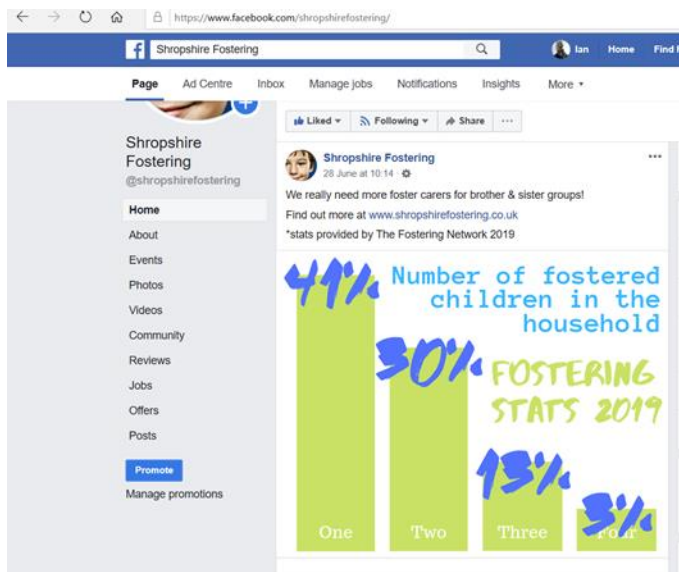 https://www.facebook.com/shropshirefostering/
Shropshire Fostering
Ian Home Find
Page Ad Centre Inbox Manage jobs Notifications Insights More
Liked Following Share ...
Shropshire
Fostering
@shropshirefostering
Home
About
Events
Photos
Videos
Community
Reviews
Jobs
Offers
Posts
Promote
Manage promotions
Shropshire Fostering
28 June at 10:14
We really need more foster carers for brother & sister groups!
Find out more at www.shropshirefostering.co.uk
*stats provided by The Fostering Network 2019
Number of fostered
children in the
household
FOSTERING
STATS 2019
41%
30%
13%
3%
One Two Three Four